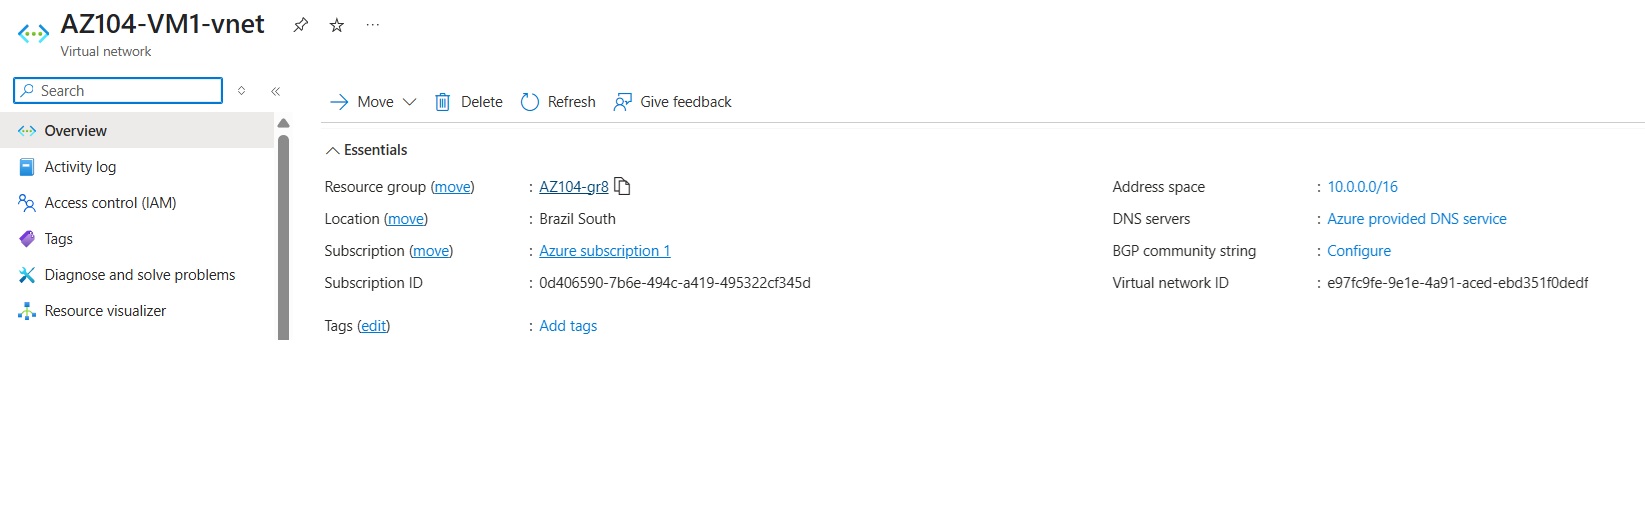 AZ104-VM1-vnet
Virtual network
Search
Overview
Activity log
Access control (IAM)
Tags
Diagnose and solve problems
Resource visualizer
Move Delete Refresh Give feedback
Essentials
Resource group (move) : AZ104-gr8
Location (move) : Brazil South
Subscription (move) : Azure subscription 1
Subscription ID : 0d406590-7b6e-494c-a419-495322cf345d
Tags (edit) : Add tags
Address space : 10.0.0.0/16
DNS servers : Azure provided DNS service
BGP community string : Configure
Virtual network ID : e97fc9fe-9e1e-4a91-aced-ebd351f0dedf